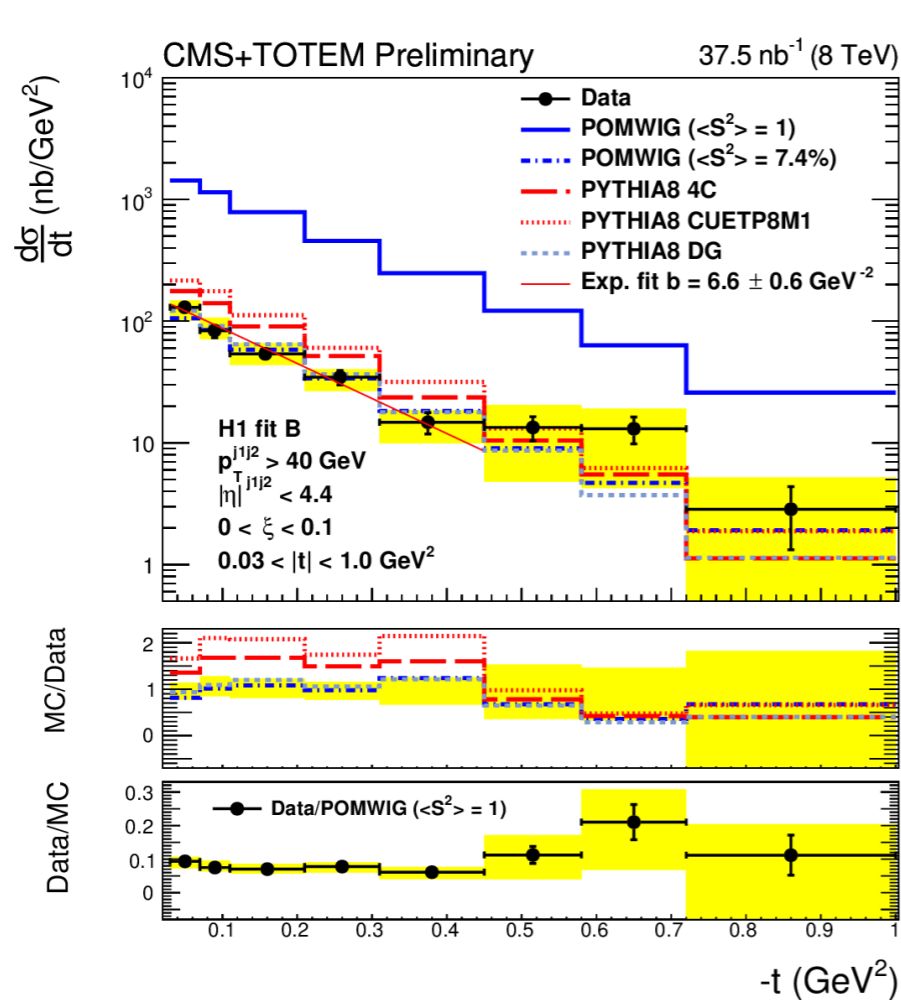 CMS+TOTEM Preliminary 37.5 nb⁻¹ (8 TeV)
dσ/dt (nb/GeV²)
10⁴
10³
10²
10
1
Data
POMWIG (<S²> = 1)
POMWIG (<S²> = 7.4%)
PYTHIA8 4C
PYTHIA8 CUETP8M1
PYTHIA8 DG
Exp. fit b = 6.6 ± 0.6 GeV⁻²
H1 fit B
p_T^j1j2 > 40 GeV
|η|^j1j2 < 4.4
0 < ξ < 0.1
0.03 < |t| < 1.0 GeV²
MC/Data
2
1
0
Data/MC
0.3
0.2
0.1
0
Data/POMWIG (<S²> = 1)
0.1 0.2 0.3 0.4 0.5 0.6 0.7 0.8 0.9 1
-t (GeV²)